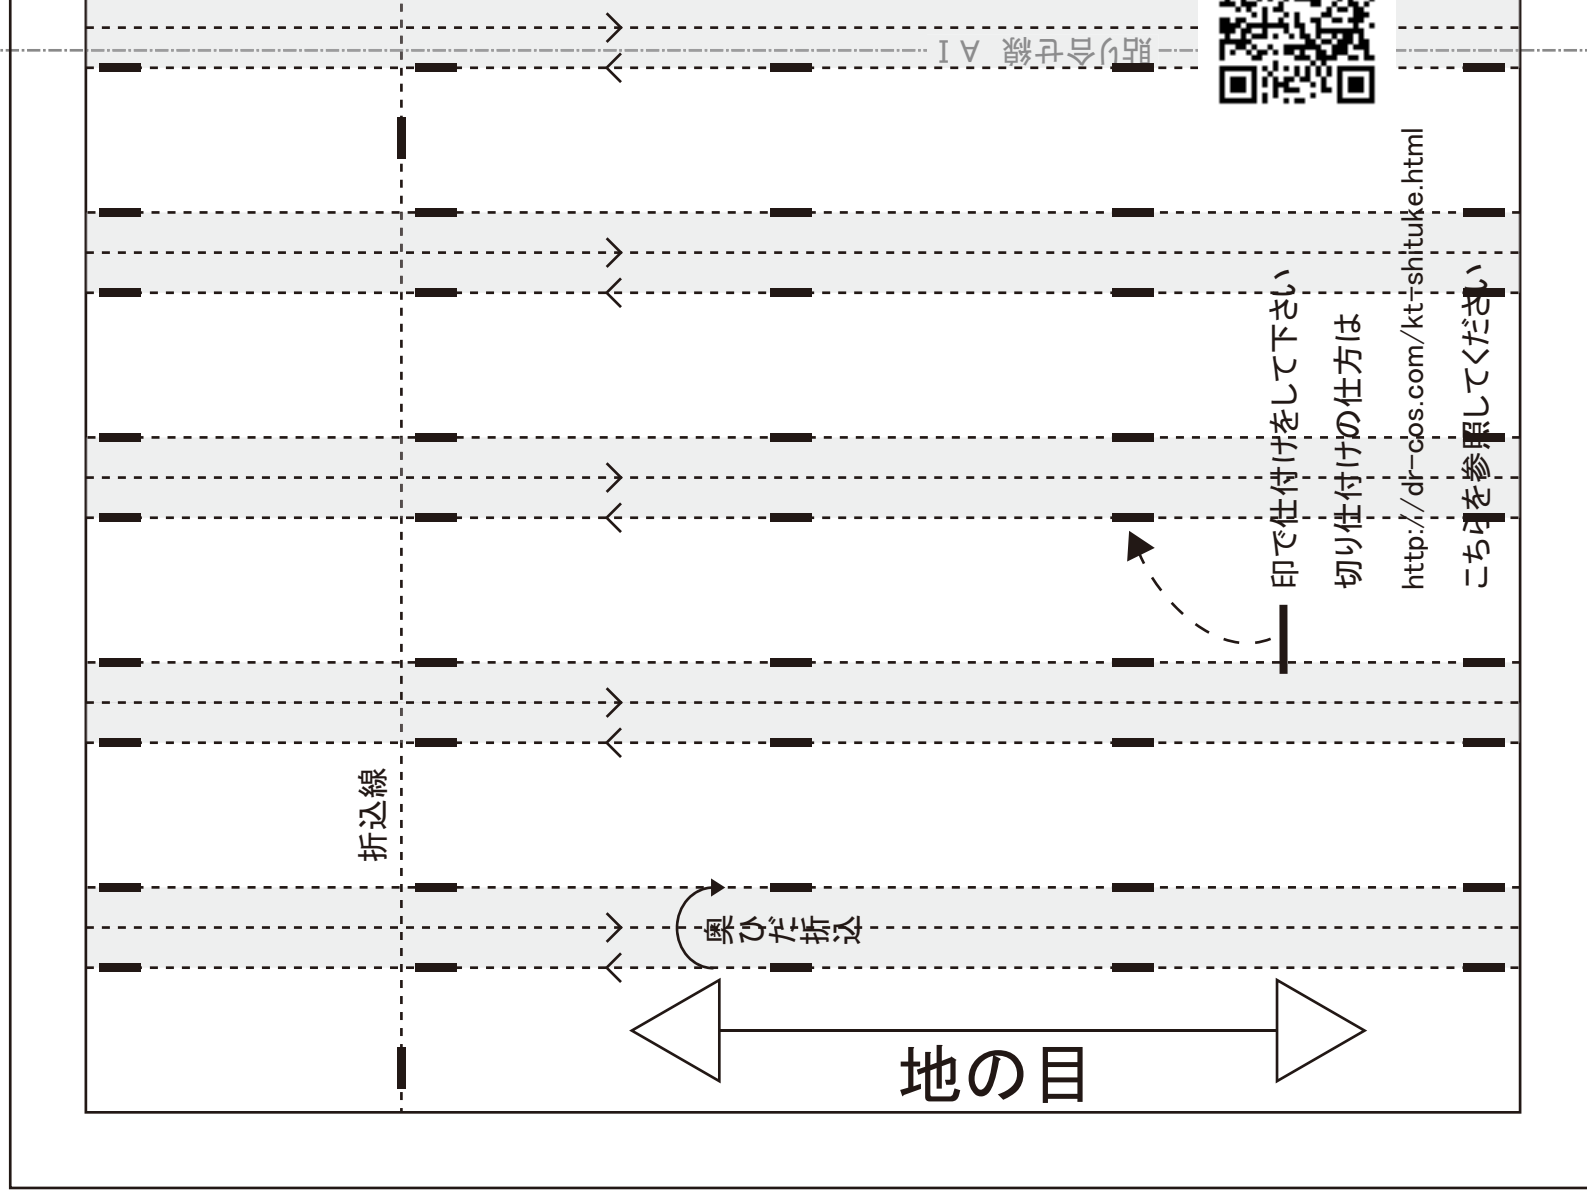 貼り合せ線 A I
印で仕付けをして下さい
切り仕付けの仕方は
http://dr-cos.com/kt-shituke.html
こちらを参照してください
折込線
奥ひだ折込
地の目